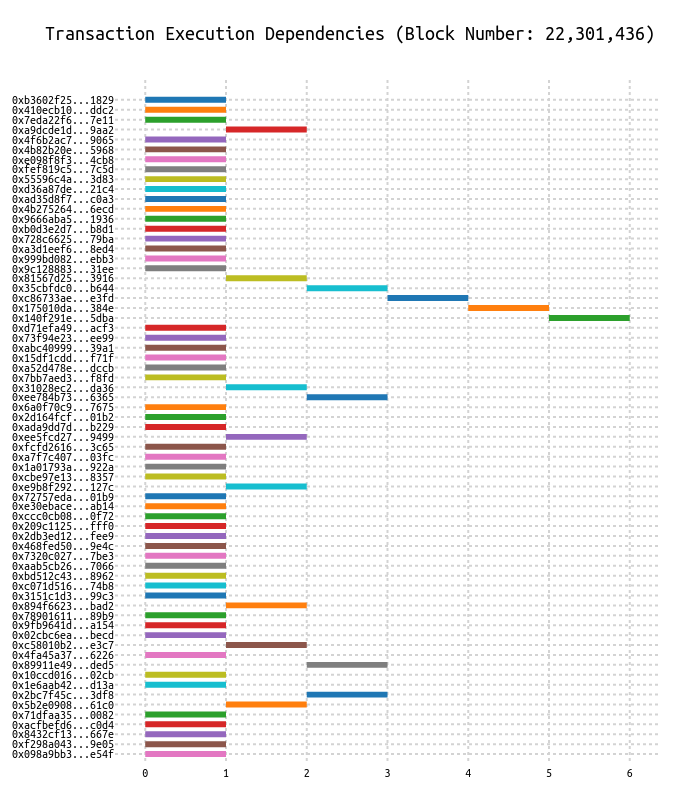 Transaction Execution Dependencies (Block Number: 22,301,436)
0xb3602f25...1829
0x410ecb10...ddc2
0x7eda22f6...7e11
0xa9dcde1d...9aa2
0x4f6b2ac7...9065
0x4b82b20e...5968
0xe098f8f3...4cb8
0xfef819c5...7c5d
0x55596c4a...3d83
0xd36a87de...21c4
0xad35d8f7...c0a3
0x4b275264...6ecd
0x9666aba5...1936
0xb0d3e2d7...b8d1
0x728c6625...79ba
0xa3d1eef6...8ed4
0x999bd082...ebb3
0x9c128883...31ee
0x81567d25...3916
0x35cbfdc0...b644
0xc86733ae...e3fd
0x175010da...384e
0x140f291e...5dba
0xd71efa49...acf3
0x73f94e23...ee99
0xabc40999...39a1
0x15df1cdd...f71f
0xa52d478e...dccb
0x7bb7aed3...f8fd
0x31028ec2...da36
0xee784b73...6365
0x6a0f70c9...7675
0x2d164fcf...01b2
0xada9dd7d...b229
0xee5fcd27...9499
0xfcfd2616...3c65
0xa7f7c407...03fc
0x1a01793a...922a
0xcbe97e13...8357
0xe9b8f292...127c
0x72757eda...01b9
0xe30ebace...ab14
0xccc0cb08...0f72
0x209c1125...fff0
0x2db3ed12...fee9
0x468fed50...9e4c
0x7320c027...7be3
0xaab5cb26...7066
0xbd512c43...8962
0xc071d516...74b8
0x3151c1d3...99c3
0x894f6623...bad2
0x78901611...89b9
0x9fb9641d...a154
0x02cbc6ea...becd
0xc58010b2...e3c7
0x4fa45a37...6226
0x89911e49...ded5
0x10ccd016...02cb
0x1e6aab42...d13a
0x2bc7f45c...3df8
0x5b2e0908...61c0
0x71dfaa35...0082
0xacfbefd6...c0d4
0x8432cf13...667e
0xf298a043...9e05
0x098a9bb3...e54f
0 1 2 3 4 5 6